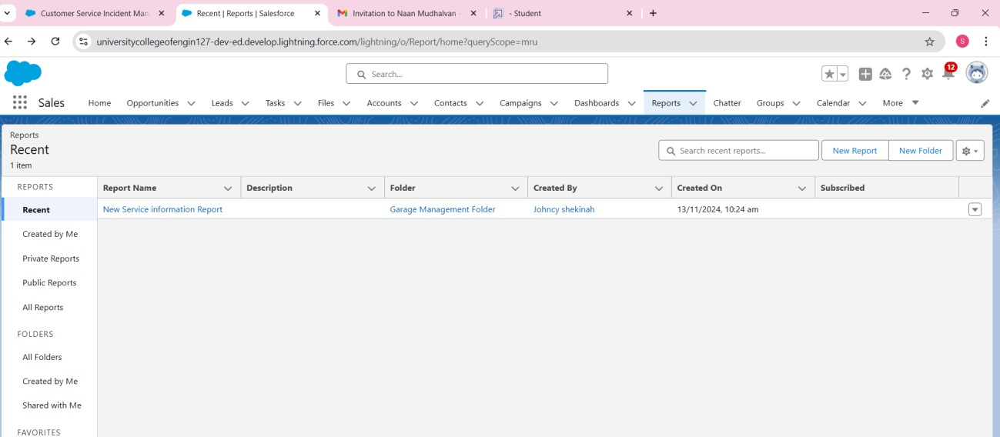 Customer Service Incident Man
Recent | Reports | Salesforce
Invitation to Naan Mudhalvan -
- Student
universitycollegeofengin127-dev-ed.develop.lightning.force.com/lightning/o/Report/home?queryScope=mru
S
Search...
12
Sales Home Opportunities Leads Tasks Files Accounts Contacts Campaigns Dashboards Reports Chatter Groups Calendar More
Reports
Recent
1 item
Search recent reports...
New Report New Folder
REPORTS
Recent
Created by Me
Private Reports
Public Reports
All Reports
FOLDERS
All Folders
Created by Me
Shared with Me
FAVORITES
Report Name Description Folder Created By Created On Subscribed
New Service information Report Garage Management Folder Johncy shekinah 13/11/2024, 10:24 am